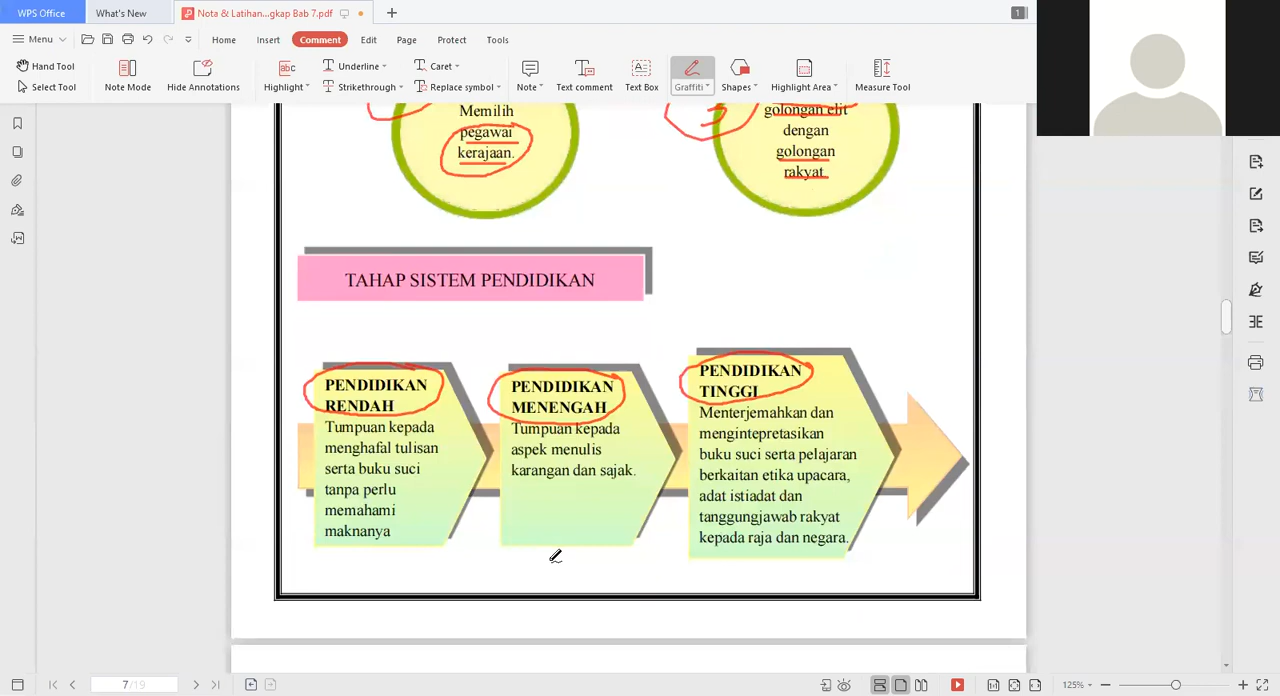 WPS Office
What's New
Nota & Latihan...gkap Bab 7.pdf
1
Menu
Home
Insert
Comment
Edit
Page
Protect
Tools
Hand Tool
Select Tool
Note Mode
Hide Annotations
abc
Highlight
Underline
Strikethrough
Caret
Replace symbol
Note
Text comment
Text Box
Graffiti
Shapes
Highlight Area
Measure Tool
Memilih
pegawai
kerajaan.
golongan elit
dengan
golongan
rakyat
TAHAP SISTEM PENDIDIKAN
PENDIDIKAN
RENDAH
Tumpuan kepada
menghafal tulisan
serta buku suci
tanpa perlu
memahami
maknanya
PENDIDIKAN
MENENGAH
Tumpuan kepada
aspek menulis
karangan dan sajak.
PENDIDIKAN
TINGGI
Menterjemahkan dan
mengintepretasikan
buku suci serta pelajaran
berkaitan etika upacara,
adat istiadat dan
tanggungjawab rakyat
kepada raja dan negara.
7/19
125%